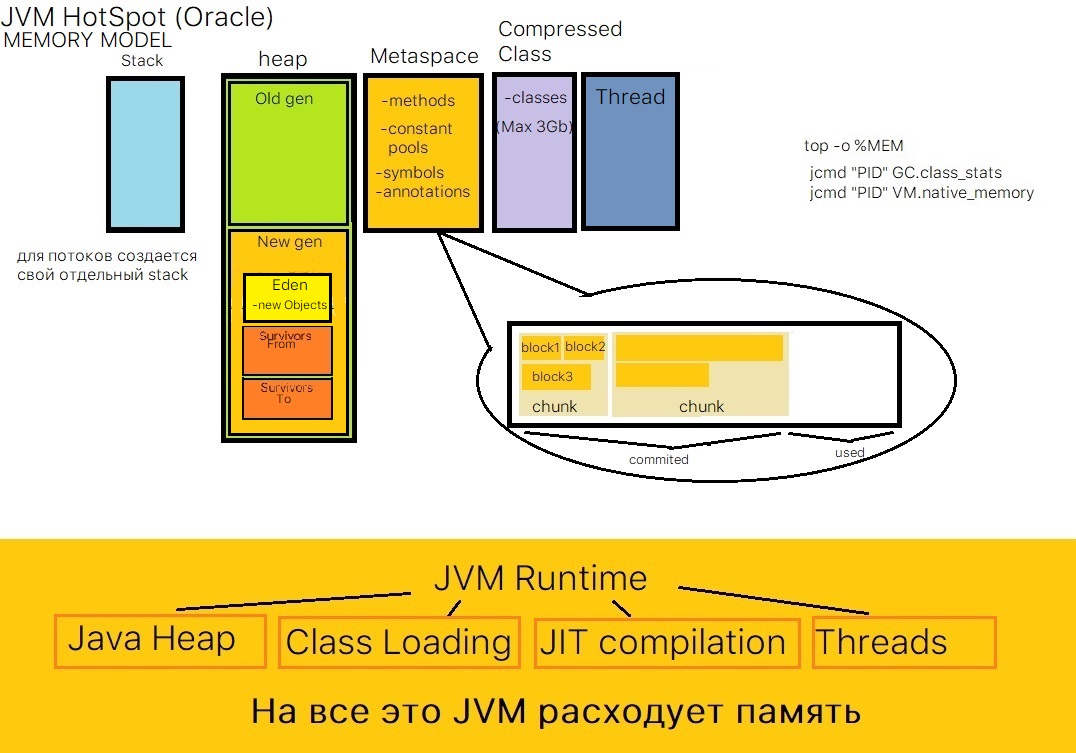 JVM HotSpot (Oracle)
MEMORY MODEL
Stack
heap
Metaspace
Compressed
Class
Old gen
-methods
-constant
pools
-symbols
-annotations
-classes
(Max 3Gb)
Thread
top -o %MEM
jcmd "PID" GC.class_stats
jcmd "PID" VM.native_memory
для потоков создается
свой отдельный stack
New gen
Eden
-new Objects
Survivors
From
Survivors
To
block1
block2
block3
chunk
chunk
commited
used
JVM Runtime
Java Heap
Class Loading
JIT compilation
Threads
На все это JVM расходует память